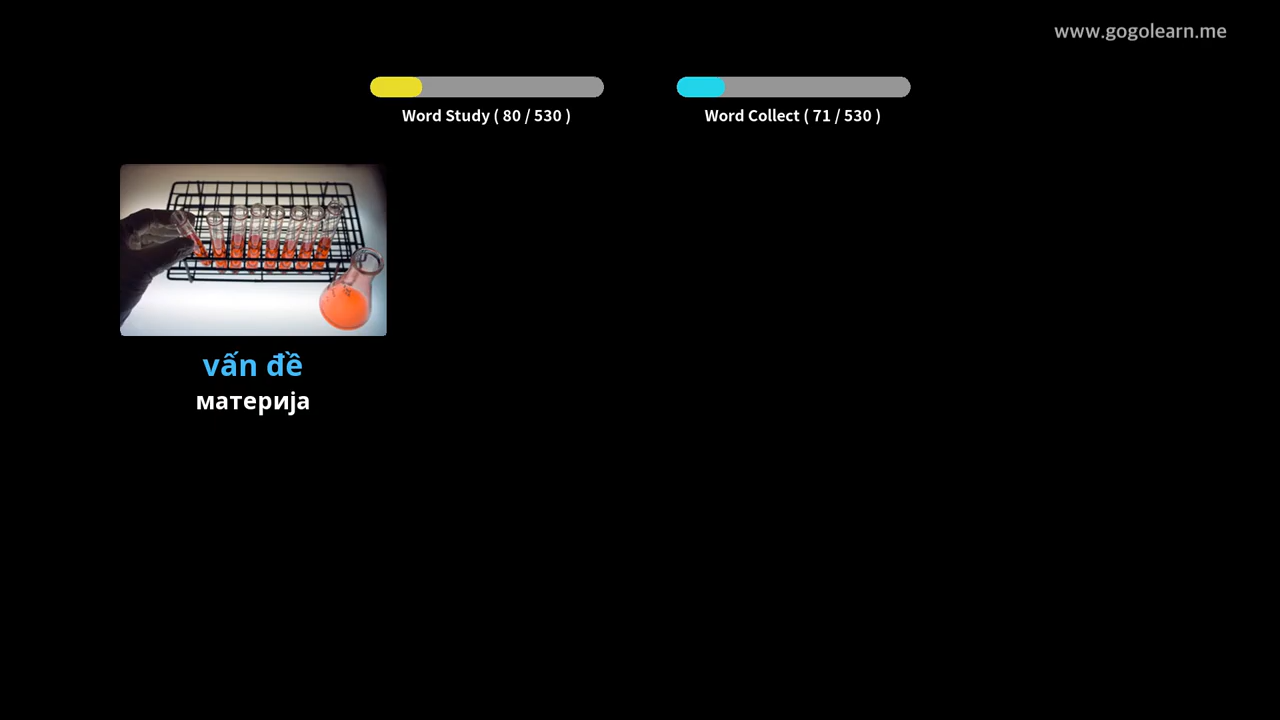 www.gogolearn.me
Word Study ( 80 / 530 )
Word Collect ( 71 / 530 )
vấn đề
материја